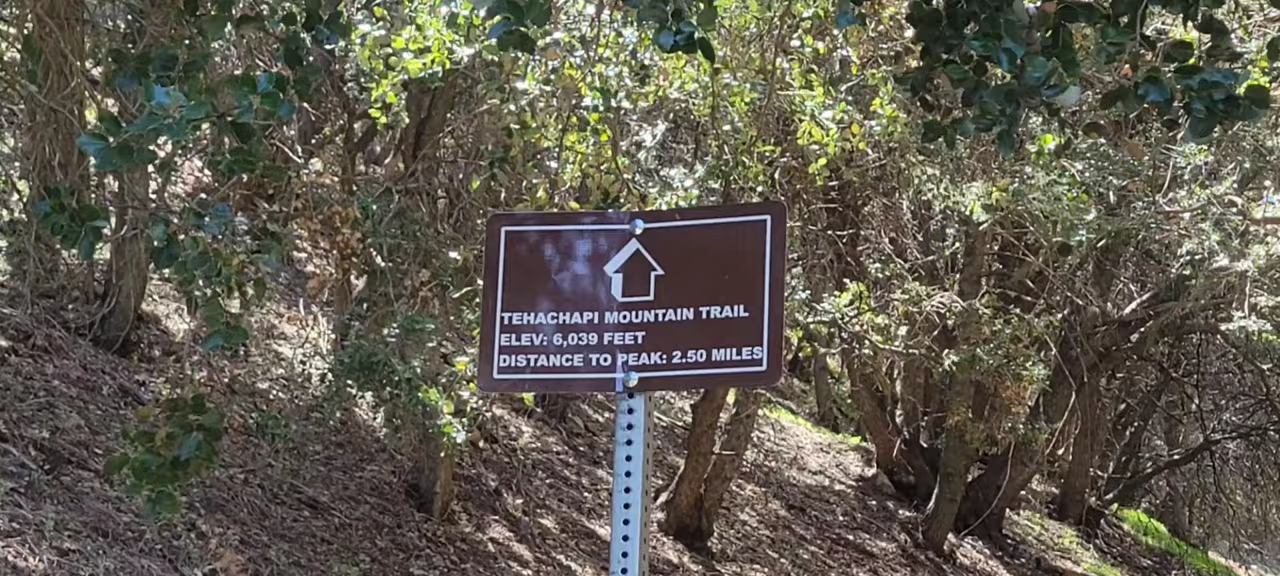 TEHACHAPI MOUNTAIN TRAIL
ELEV: 6,039 FEET
DISTANCE TO PEAK: 2.50 MILES